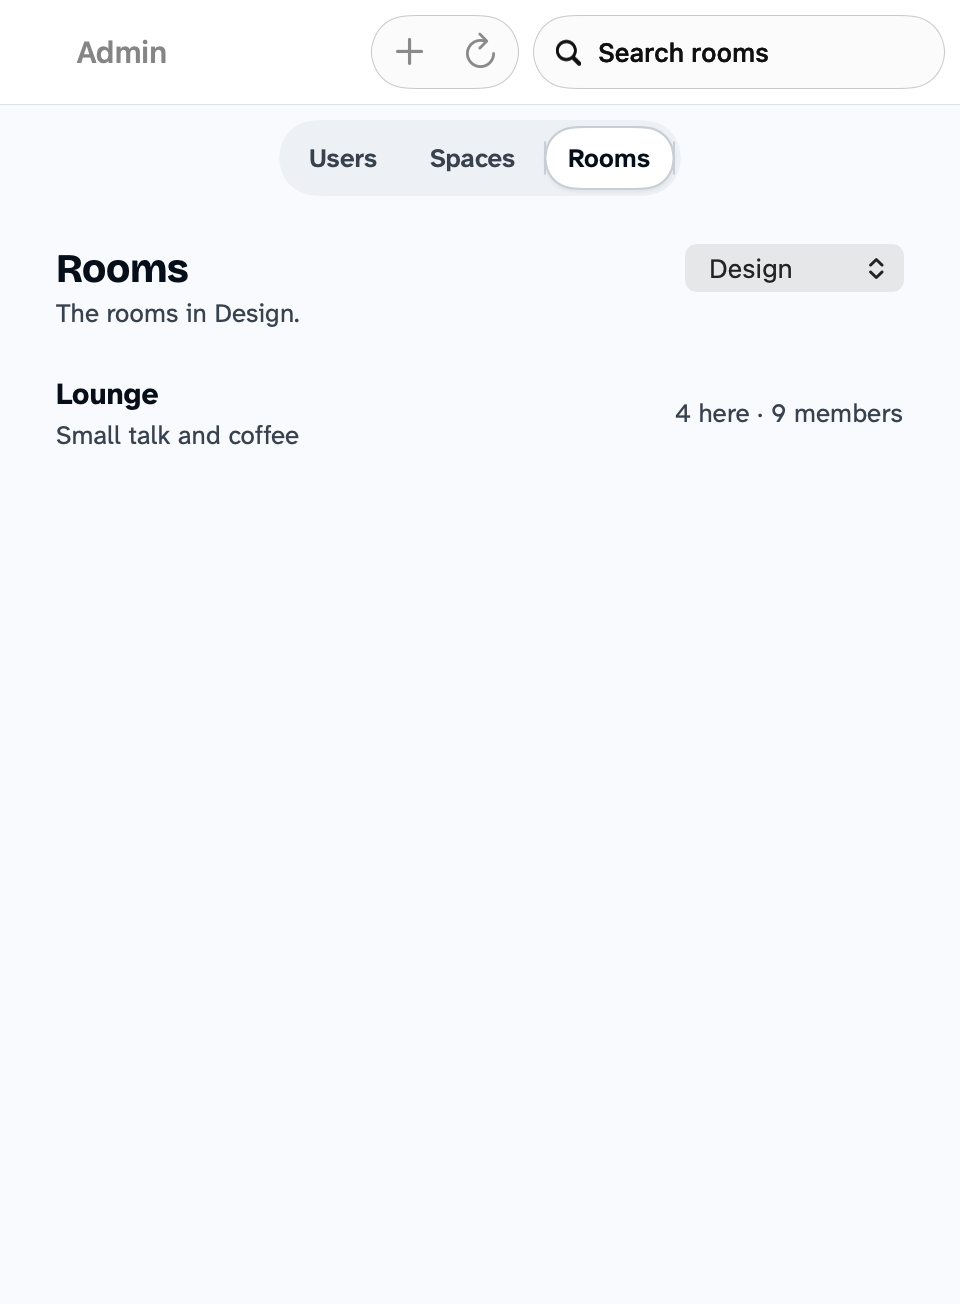 Admin
Search rooms
Users Spaces Rooms
Rooms
Design
The rooms in Design.
Lounge
Small talk and coffee
4 here · 9 members